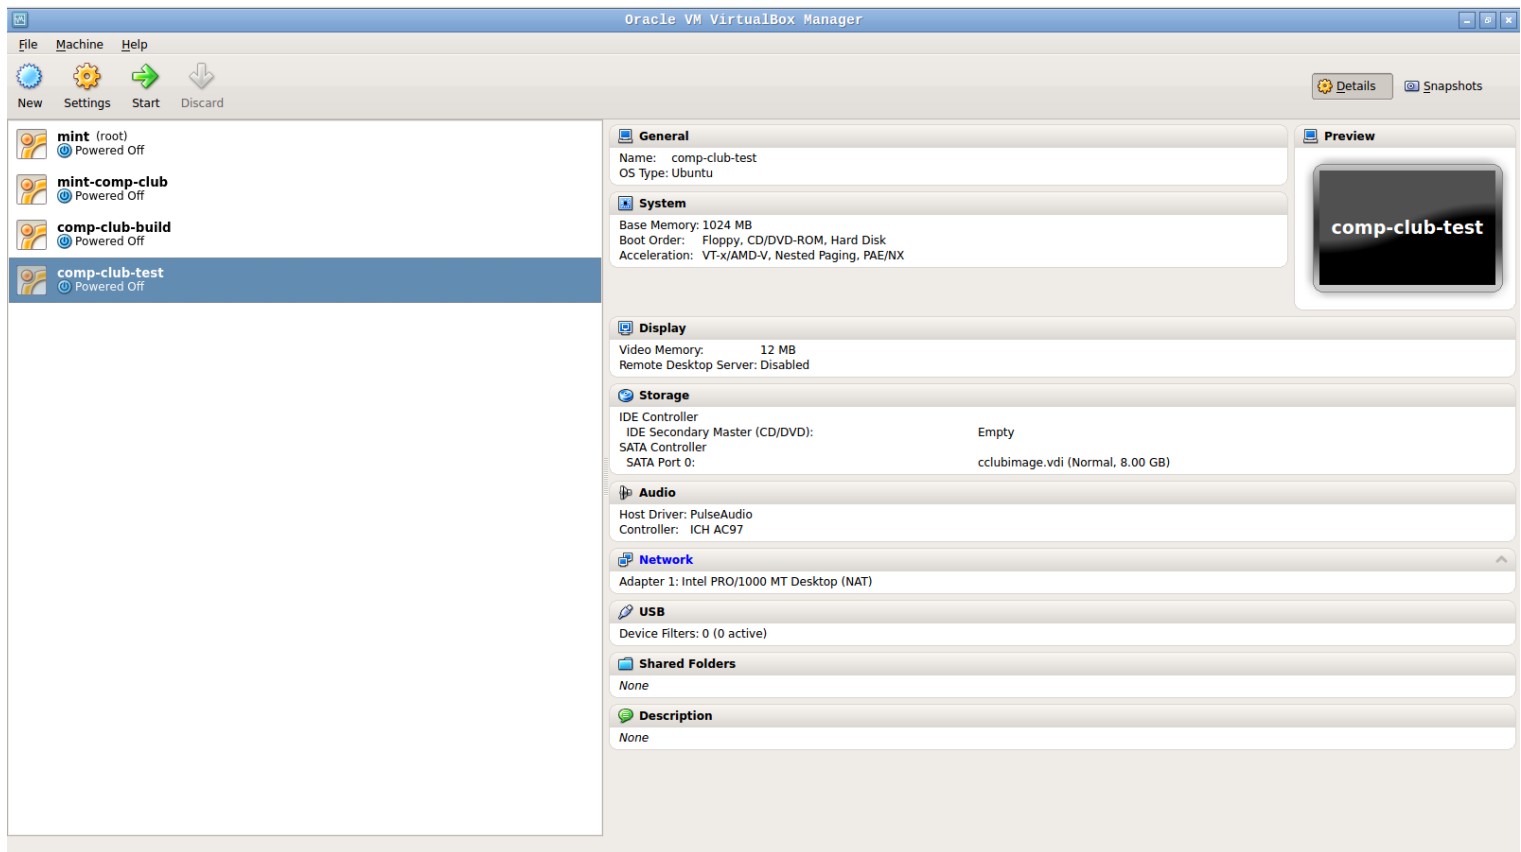 Oracle VM VirtualBox Manager
File Machine Help
New Settings Start Discard
Details Snapshots
mint (root)
Powered Off
mint-comp-club
Powered Off
comp-club-build
Powered Off
comp-club-test
Powered Off
General
Name: comp-club-test
OS Type: Ubuntu
System
Base Memory: 1024 MB
Boot Order: Floppy, CD/DVD-ROM, Hard Disk
Acceleration: VT-x/AMD-V, Nested Paging, PAE/NX
Preview
comp-club-test
Display
Video Memory: 12 MB
Remote Desktop Server: Disabled
Storage
IDE Controller
IDE Secondary Master (CD/DVD): Empty
SATA Controller
SATA Port 0: cclubimage.vdi (Normal, 8.00 GB)
Audio
Host Driver: PulseAudio
Controller: ICH AC97
Network
Adapter 1: Intel PRO/1000 MT Desktop (NAT)
USB
Device Filters: 0 (0 active)
Shared Folders
None
Description
None